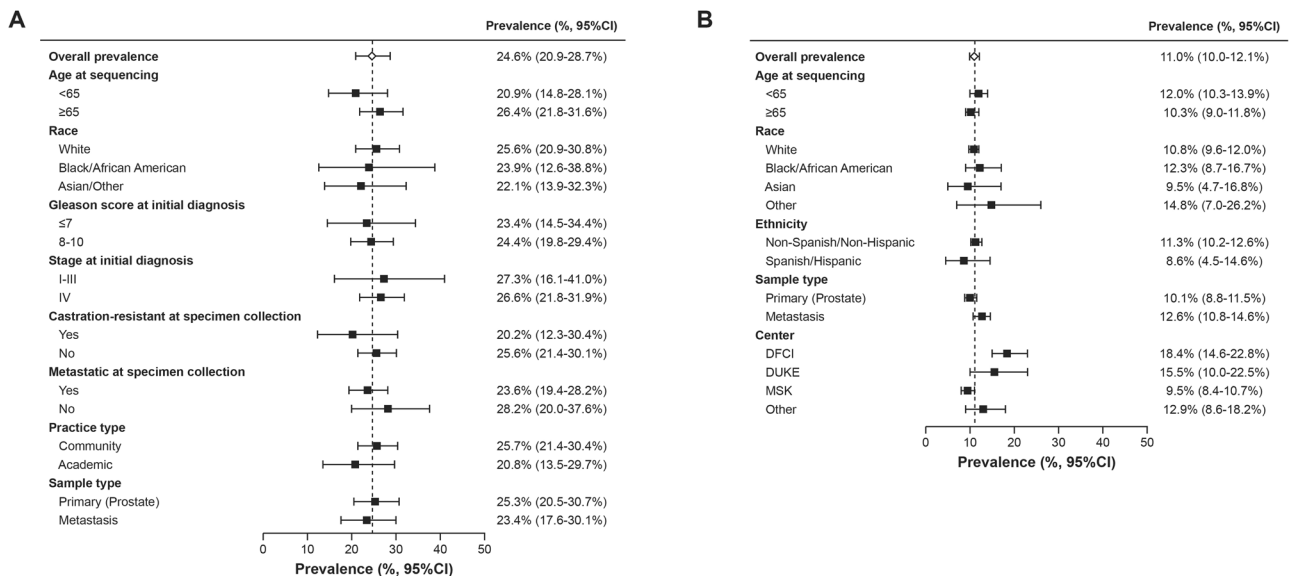 A
Prevalence (%, 95%CI)
Overall prevalence 24.6% (20.9-28.7%)
Age at sequencing
<65 20.9% (14.8-28.1%)
≥65 26.4% (21.8-31.6%)
Race
White 25.6% (20.9-30.8%)
Black/African American 23.9% (12.6-38.8%)
Asian/Other 22.1% (13.9-32.3%)
Gleason score at initial diagnosis
≤7 23.4% (14.5-34.4%)
8-10 24.4% (19.8-29.4%)
Stage at initial diagnosis
I-III 27.3% (16.1-41.0%)
IV 26.6% (21.8-31.9%)
Castration-resistant at specimen collection
Yes 20.2% (12.3-30.4%)
No 25.6% (21.4-30.1%)
Metastatic at specimen collection
Yes 23.6% (19.4-28.2%)
No 28.2% (20.0-37.6%)
Practice type
Community 25.7% (21.4-30.4%)
Academic 20.8% (13.5-29.7%)
Sample type
Primary (Prostate) 25.3% (20.5-30.7%)
Metastasis 23.4% (17.6-30.1%)
0 10 20 30 40 50
Prevalence (%, 95%CI)
B
Prevalence (%, 95%CI)
Overall prevalence 11.0% (10.0-12.1%)
Age at sequencing
<65 12.0% (10.3-13.9%)
≥65 10.3% (9.0-11.8%)
Race
White 10.8% (9.6-12.0%)
Black/African American 12.3% (8.7-16.7%)
Asian 9.5% (4.7-16.8%)
Other 14.8% (7.0-26.2%)
Ethnicity
Non-Spanish/Non-Hispanic 11.3% (10.2-12.6%)
Spanish/Hispanic 8.6% (4.5-14.6%)
Sample type
Primary (Prostate) 10.1% (8.8-11.5%)
Metastasis 12.6% (10.8-14.6%)
Center
DFCI 18.4% (14.6-22.8%)
DUKE 15.5% (10.0-22.5%)
MSK 9.5% (8.4-10.7%)
Other 12.9% (8.6-18.2%)
0 10 20 30 40 50
Prevalence (%, 95%CI)